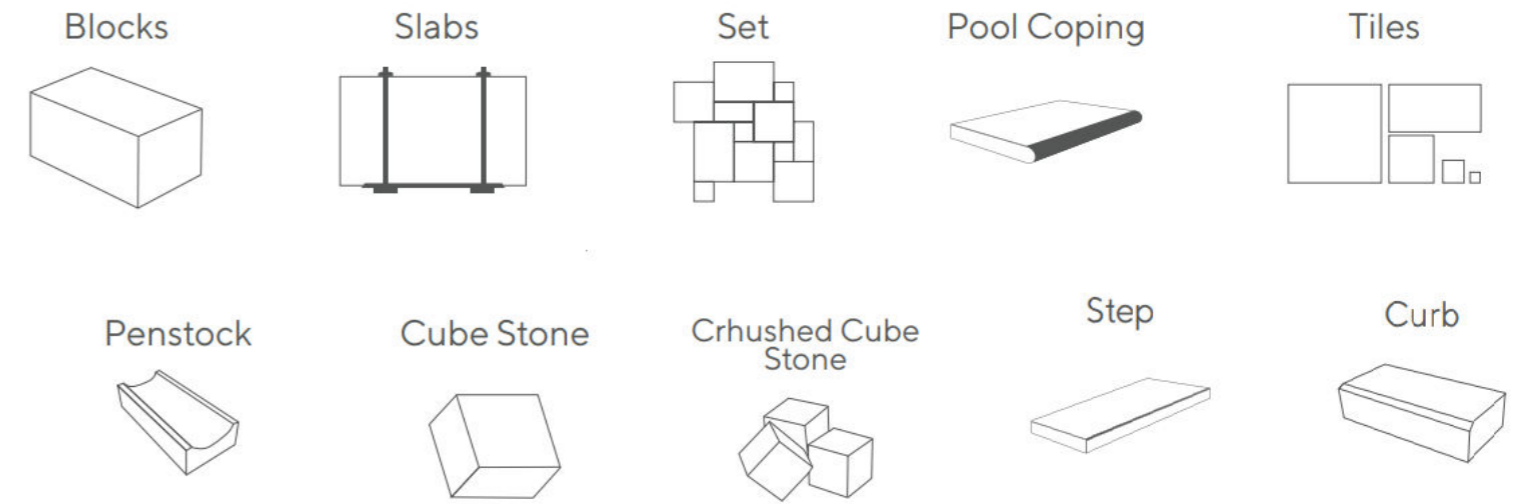 Blocks
Slabs
Set
Pool Coping
Tiles
Penstock
Cube Stone
Crhushed Cube
Stone
Step
Curb